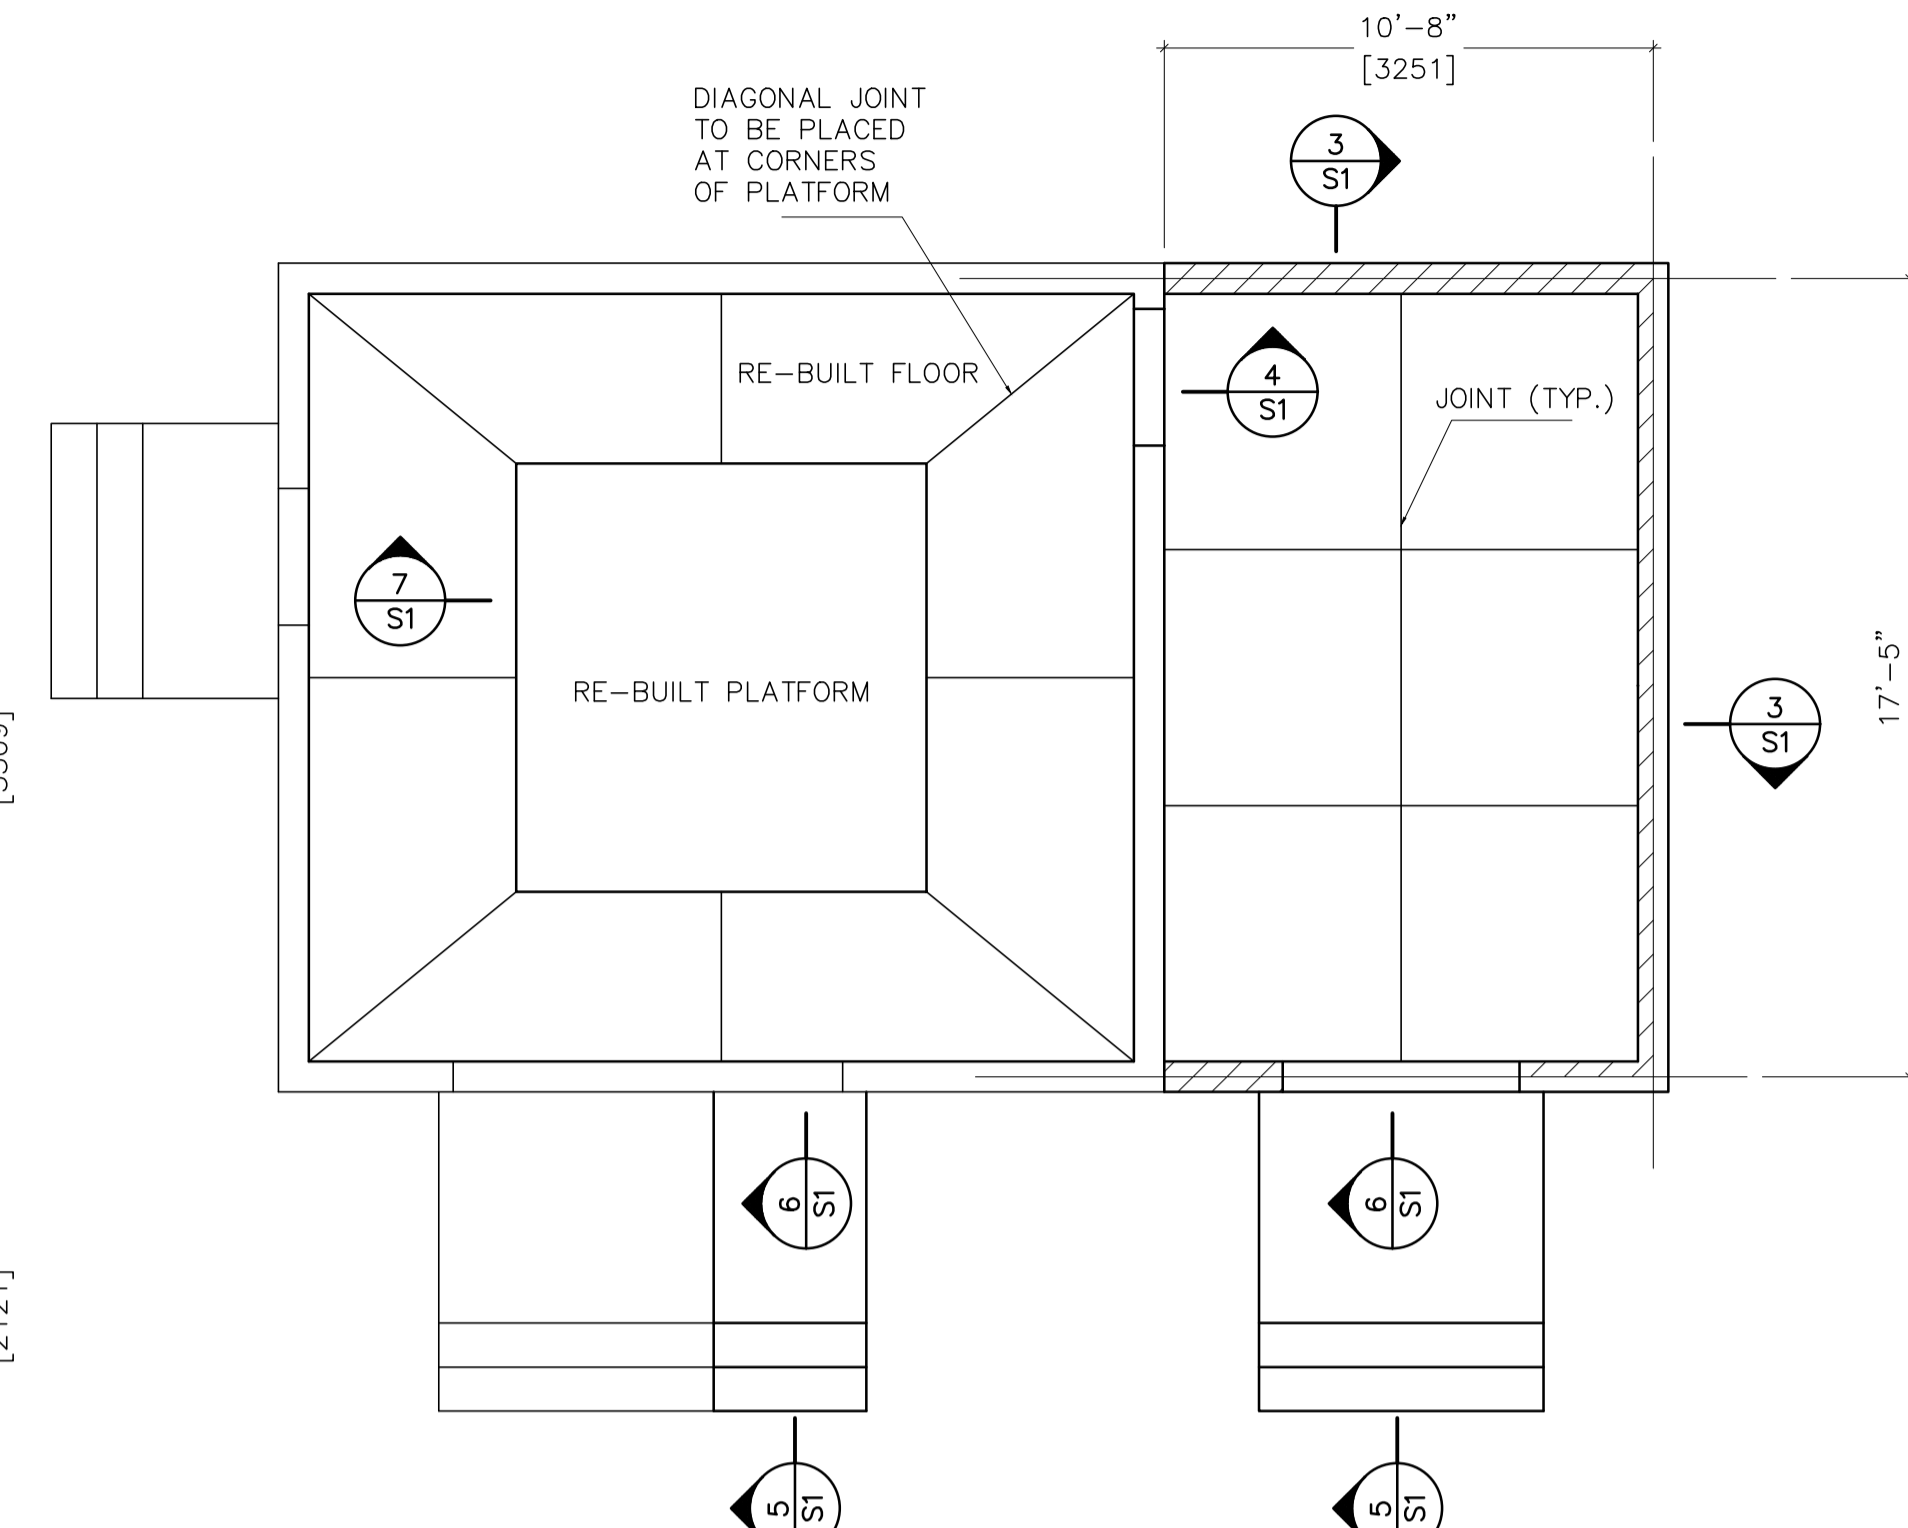 10'-8"
[3251]
DIAGONAL JOINT
TO BE PLACED
AT CORNERS
OF PLATFORM
3
S1
RE-BUILT FLOOR
4
S1
JOINT (TYP.)
7
S1
RE-BUILT PLATFORM
3
S1
17'-5"
6
S1
6
S1
5
S1
5
S1